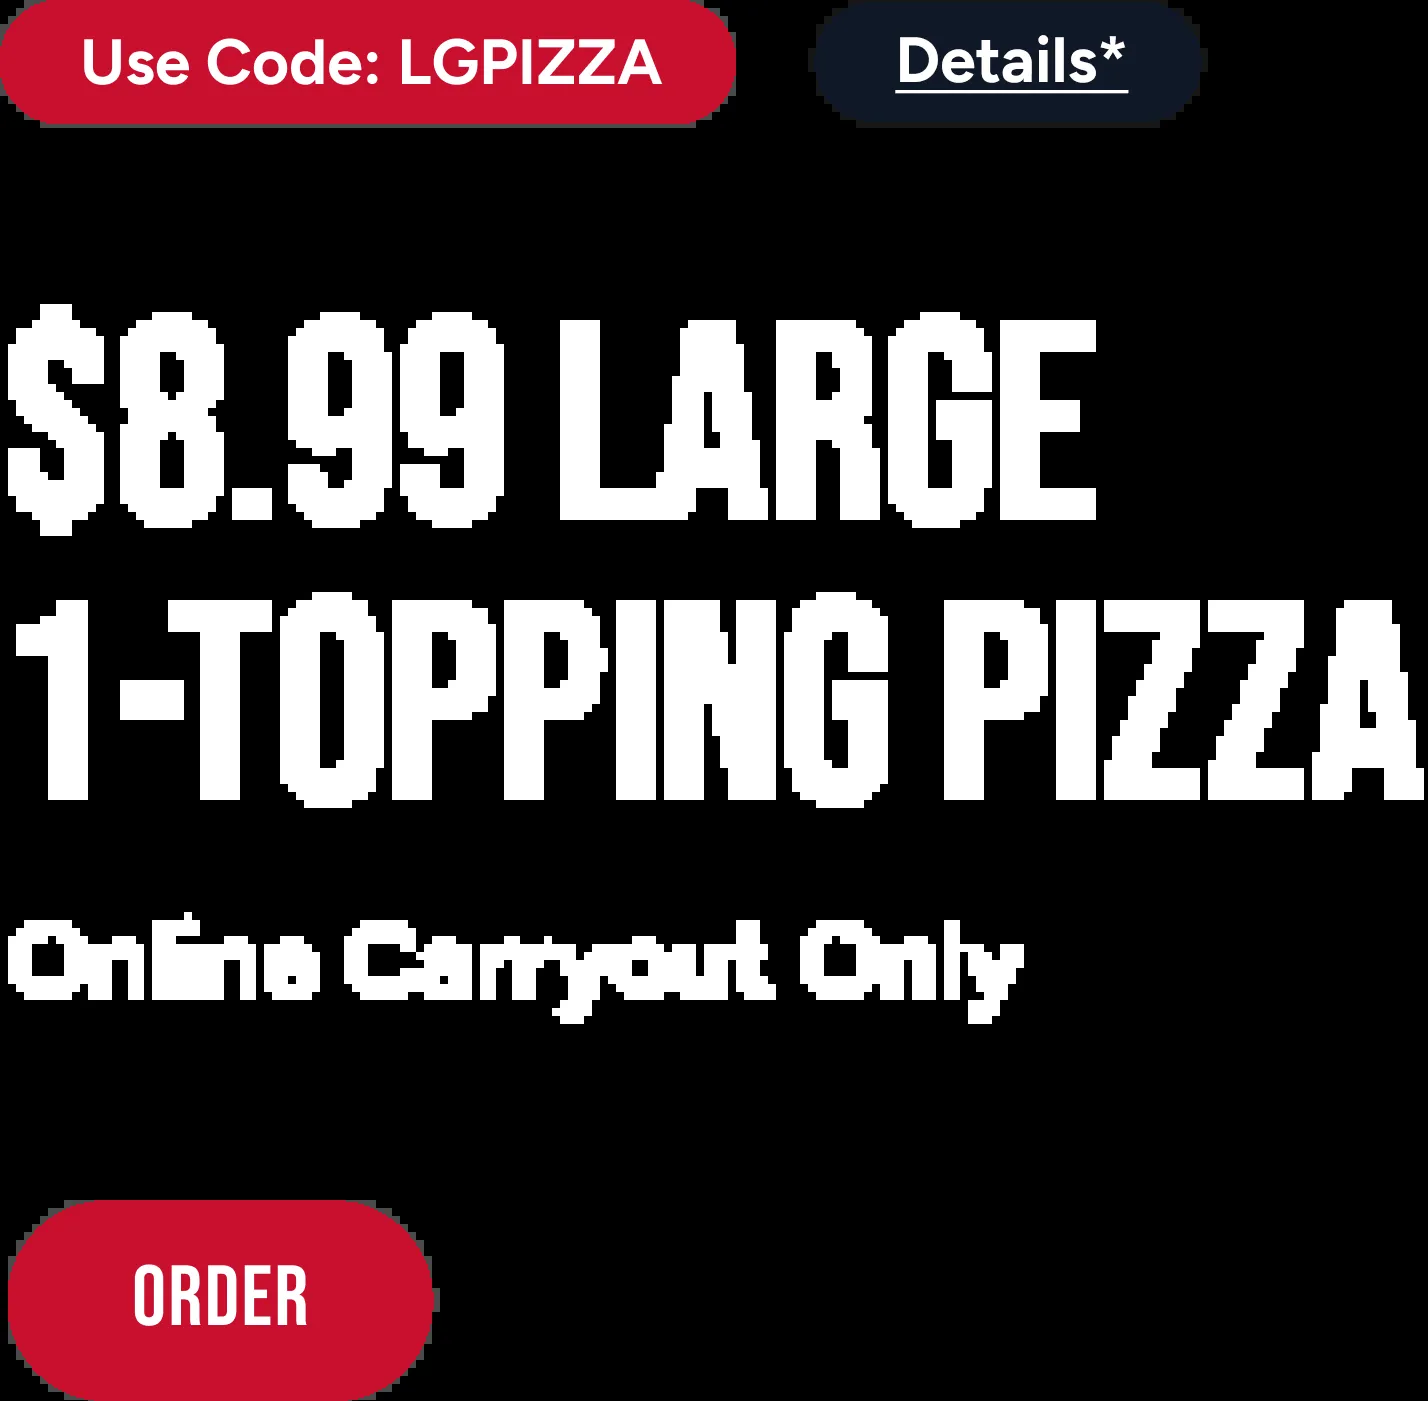 Use Code: LGPIZZA
Details*
$8.99 LARGE
1-TOPPING PIZZA
Online Carryout Only
ORDER